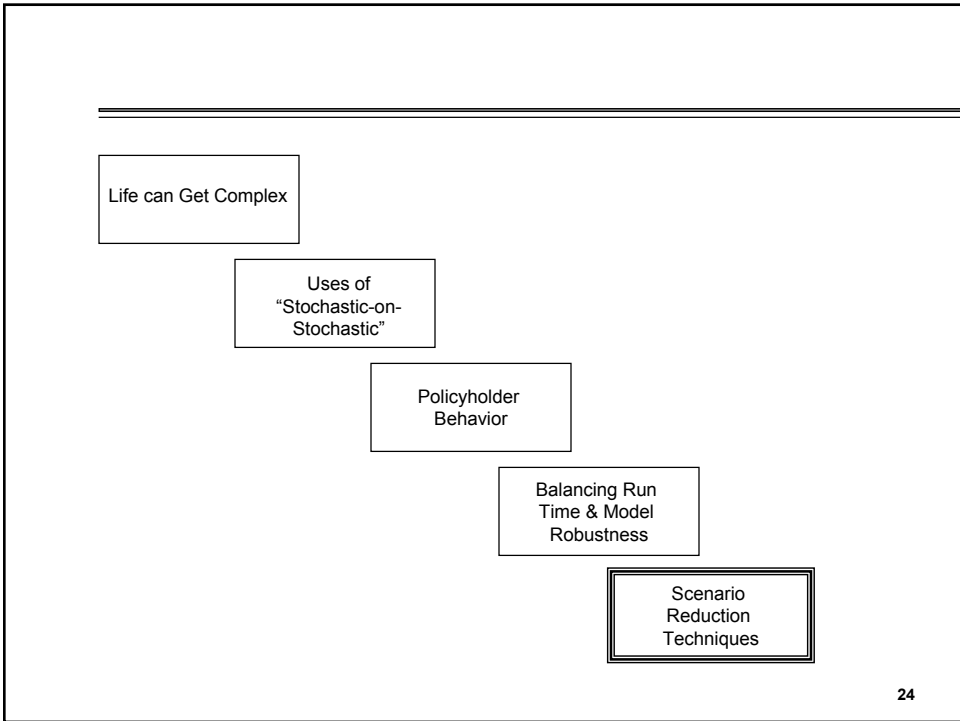 Life can Get Complex
Uses of
“Stochastic-on-
Stochastic”
Policyholder
Behavior
Balancing Run
Time & Model
Robustness
Scenario
Reduction
Techniques
24